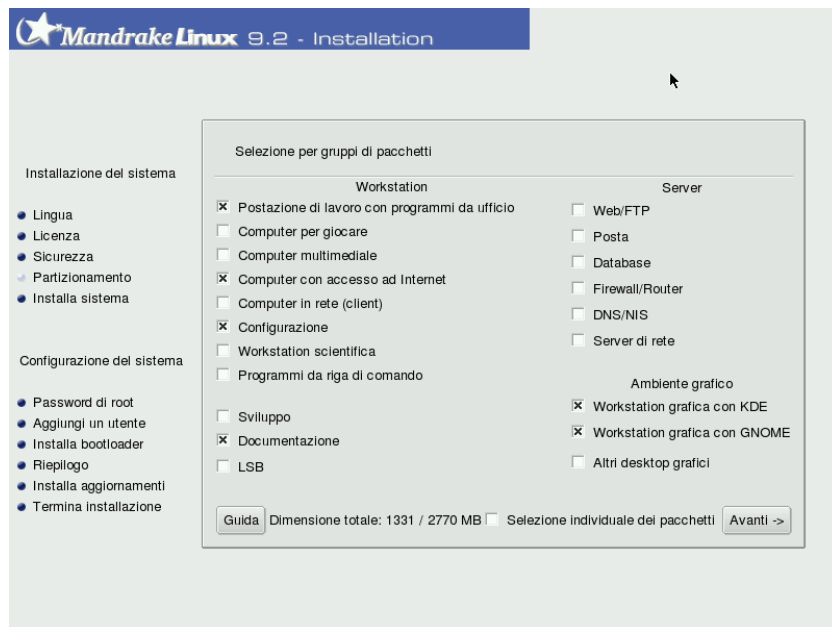 Mandrake Linux 9.2 - Installation
Installazione del sistema
Lingua
Licenza
Sicurezza
Partizionamento
Installa sistema
Configurazione del sistema
Password di root
Aggiungi un utente
Installa bootloader
Riepilogo
Installa aggiornamenti
Termina installazione
Selezione per gruppi di pacchetti
Workstation
Postazione di lavoro con programmi da ufficio
Computer per giocare
Computer multimediale
Computer con accesso ad Internet
Computer in rete (client)
Configurazione
Workstation scientifica
Programmi da riga di comando
Sviluppo
Documentazione
LSB
Server
Web/FTP
Posta
Database
Firewall/Router
DNS/NIS
Server di rete
Ambiente grafico
Workstation grafica con KDE
Workstation grafica con GNOME
Altri desktop grafici
Guida Dimensione totale: 1331 / 2770 MB Selezione individuale dei pacchetti Avanti ->